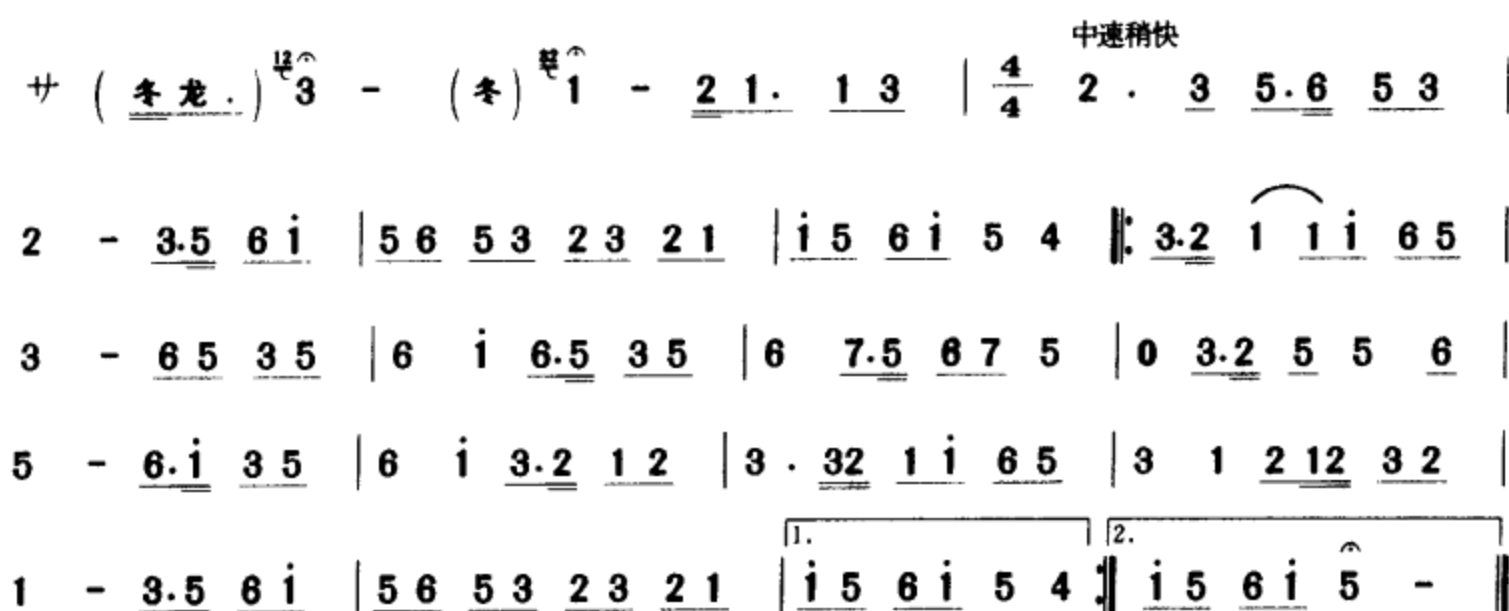 中速稍快
サ ( 冬 龙 . ) 12 3 - ( 冬 ) 1 - 2 1. 1 3 | 4/4 2 . 3 5.6 5 3 |
2 - 3.5 6 i | 5 6 5 3 2 3 2 1 | i 5 6 i 5 4 ‖: 3.2 1 1 i 6 5 |
3 - 6 5 3 5 | 6 i 6.5 3 5 | 6 7.5 6 7 5 | 0 3.2 5 5 6 |
5 - 6.i 3 5 | 6 i 3.2 1 2 | 3 . 32 1 i 6 5 | 3 1 2 12 3 2 |
1. 2.
1 - 3.5 6 i | 5 6 5 3 2 3 2 1 | i 5 6 i 5 4 :‖ i 5 6 i 5 - ‖